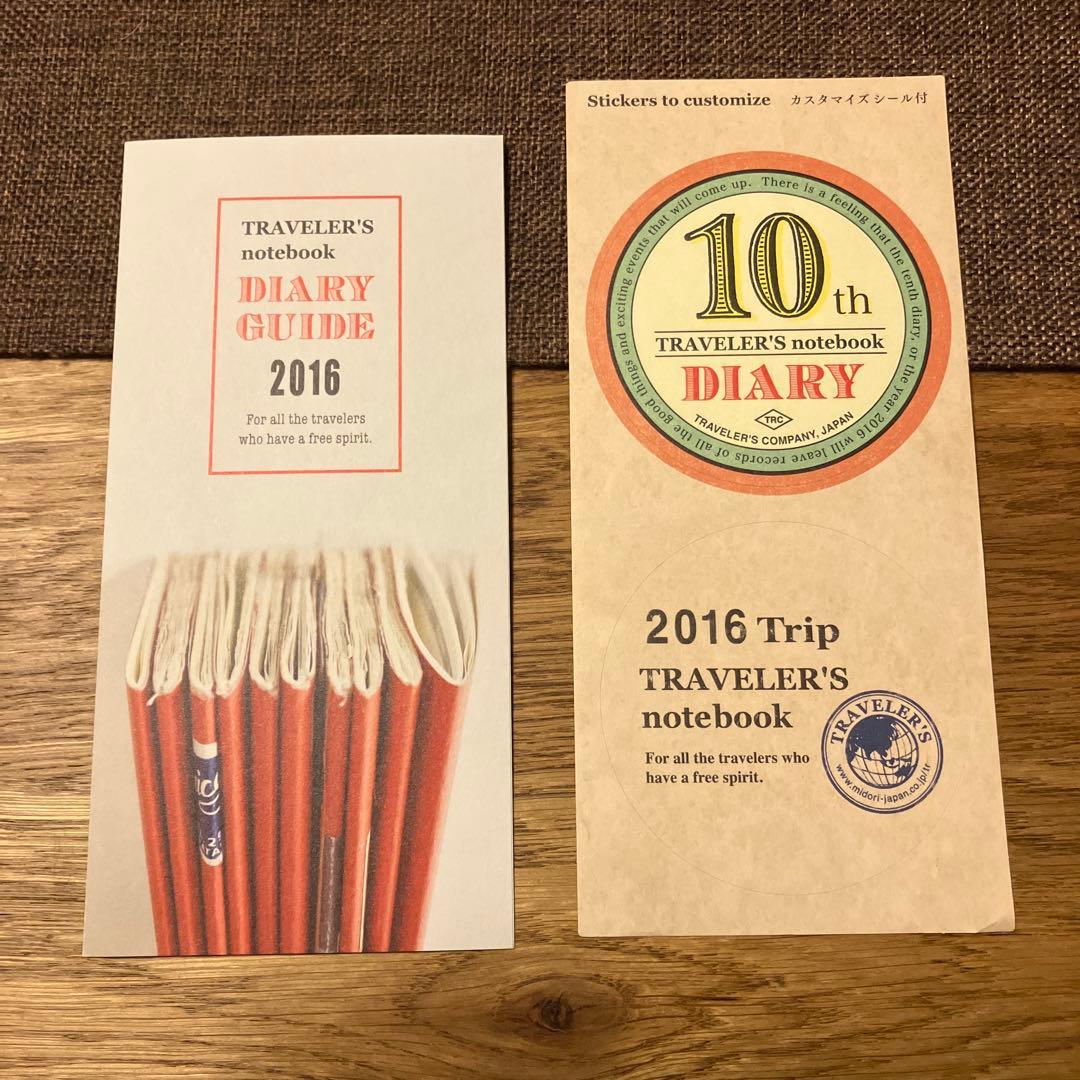 TRAVELER'S
notebook
DIARY
GUIDE
2016
For all the travelers
who have a free spirit.
Stickers to customize カスタマイズシール付
There is a feeling that the tenth diary, or the year 2016 will leave records of all the good things and exciting events that will come up.
10th
TRAVELER'S notebook
DIARY
TRC
TRAVELER'S COMPANY, JAPAN
2016 Trip
TRAVELER'S
notebook
For all the travelers who
have a free spirit.
TRAVELER'S
www.midori-japan.co.jp/tr